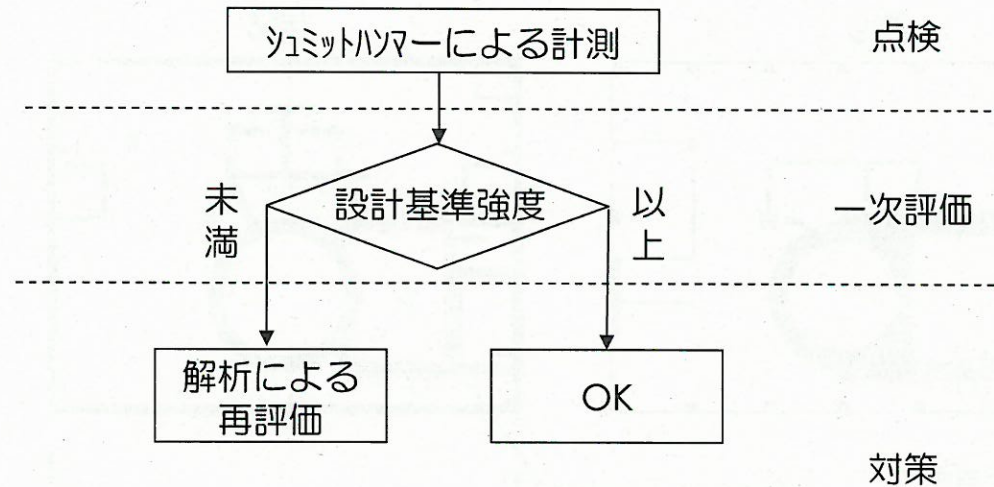 シュミットハンマーによる計測
点検
設計基準強度
未満
以上
一次評価
解析による
再評価
OK
対策